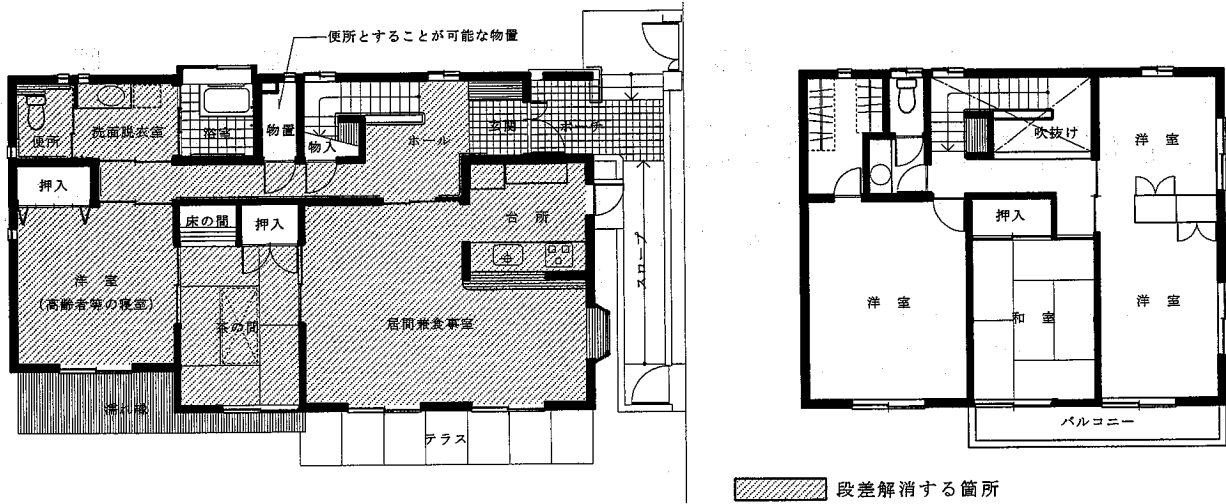 便所とすることが可能な物置
便所
洗面脱衣室
浴室
物置
物入
ホール
玄関
ポーチ
押入
床の間
押入
台所
スロープ
洋室
(高齢者等の寝室)
茶の間
居間兼食事室
濡れ縁
テラス
吹抜け
洋室
押入
洋室
和室
洋室
バルコニー
段差解消する箇所